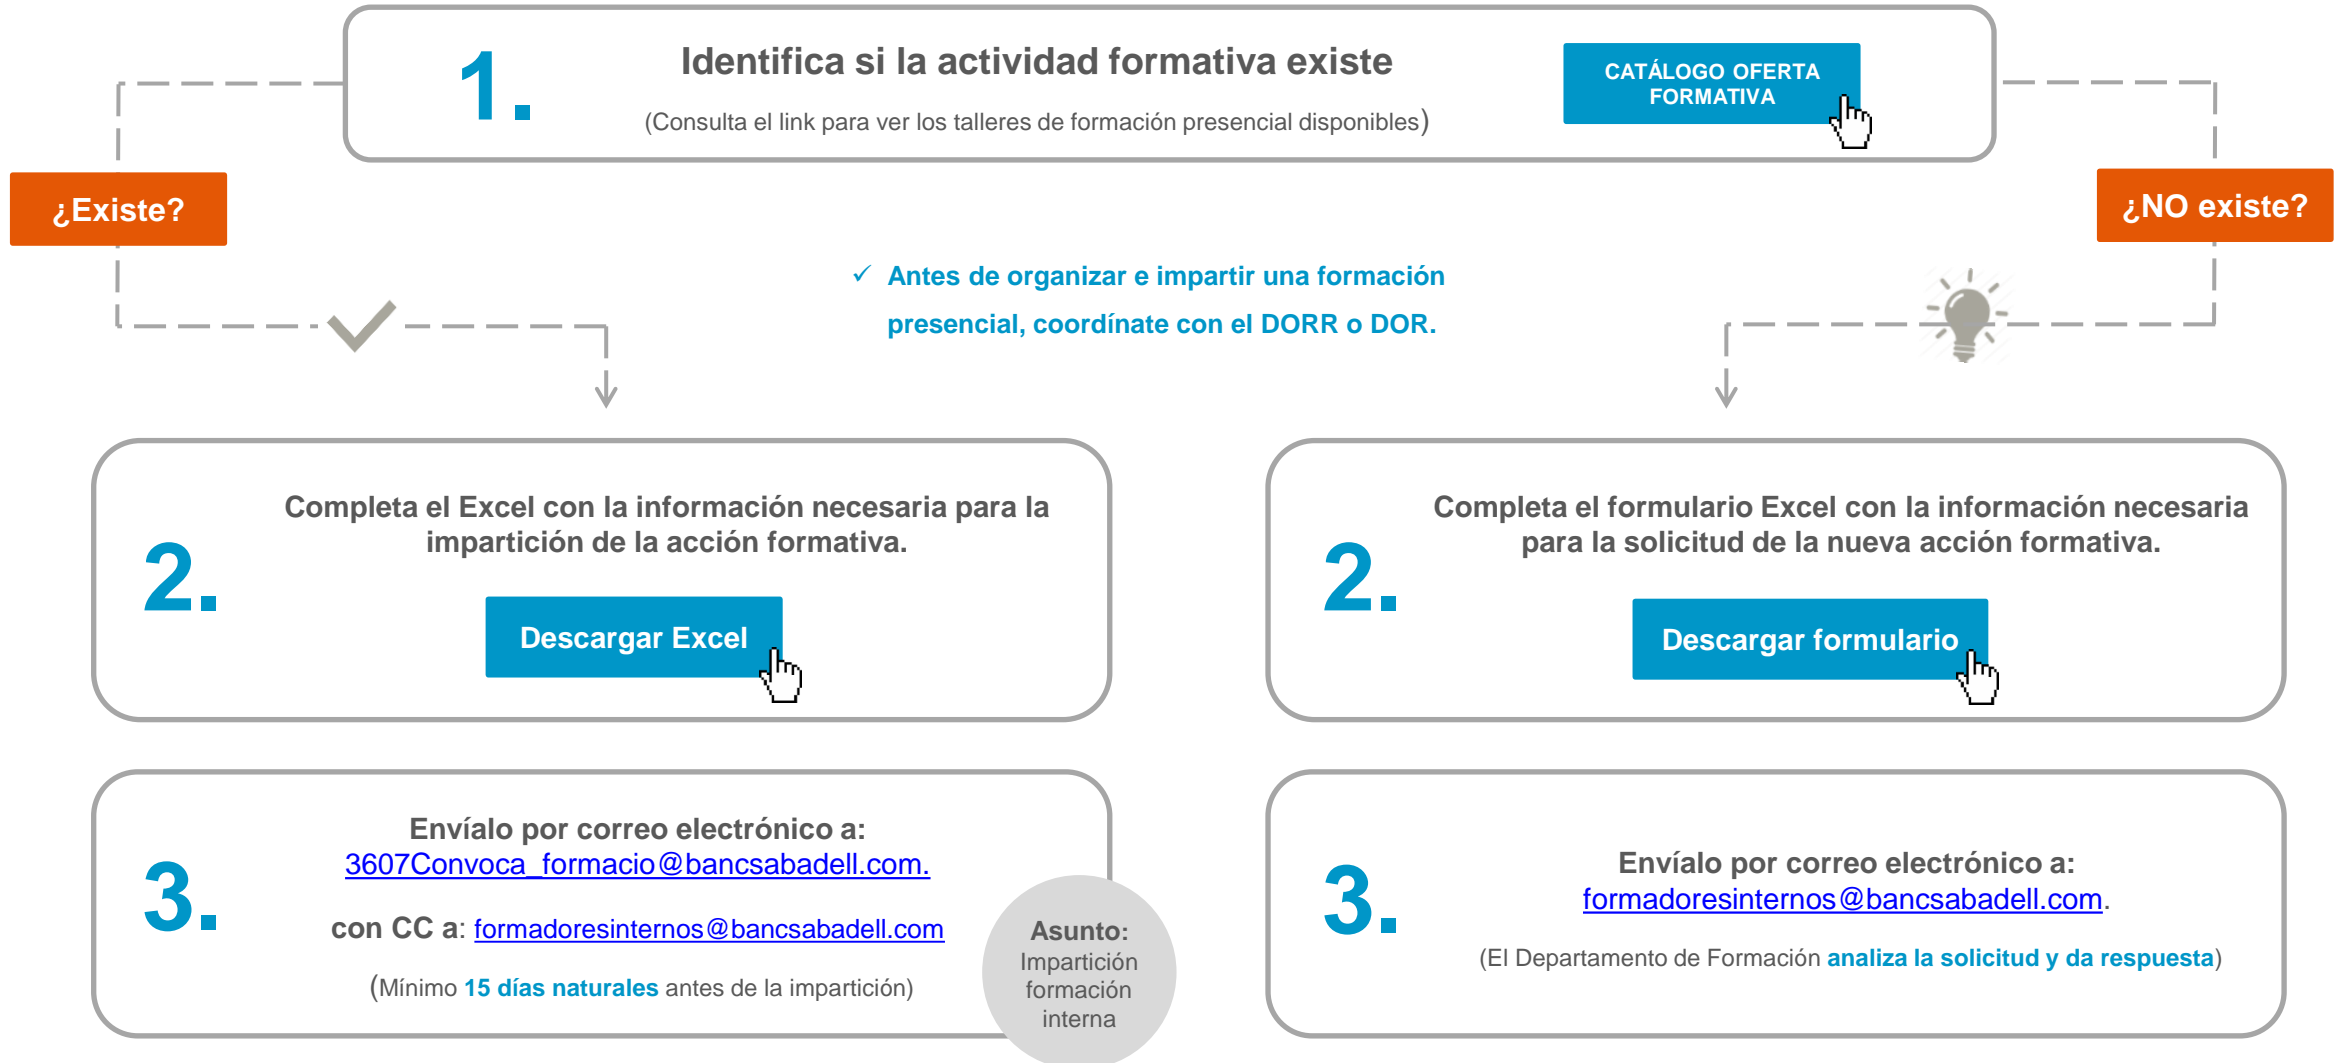 1.
Identifica si la actividad formativa existe
(Consulta el link para ver los talleres de formación presencial disponibles)
CATÁLOGO OFERTA
FORMATIVA
¿Existe?
¿NO existe?
✓ Antes de organizar e impartir una formación
presencial, coordínate con el DORR o DOR.
2.
Completa el Excel con la información necesaria para la
impartición de la acción formativa.
Descargar Excel
2.
Completa el formulario Excel con la información necesaria
para la solicitud de la nueva acción formativa.
Descargar formulario
3.
Envíalo por correo electrónico a:
3607Convoca_formacio@bancsabadell.com.
con CC a: formadoresinternos@bancsabadell.com
(Mínimo 15 días naturales antes de la impartición)
Asunto:
Impartición
formación
interna
3.
Envíalo por correo electrónico a:
formadoresinternos@bancsabadell.com.
(El Departamento de Formación analiza la solicitud y da respuesta)